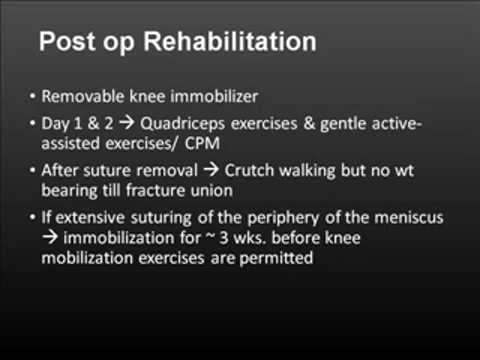 Post op Rehabilitation
• Removable knee immobilizer
• Day 1 & 2 → Quadriceps exercises & gentle active-
assisted exercises/ CPM
• After suture removal → Crutch walking but no wt
bearing till fracture union
• If extensive suturing of the periphery of the meniscus
→ immobilization for ~ 3 wks. before knee
mobilization exercises are permitted